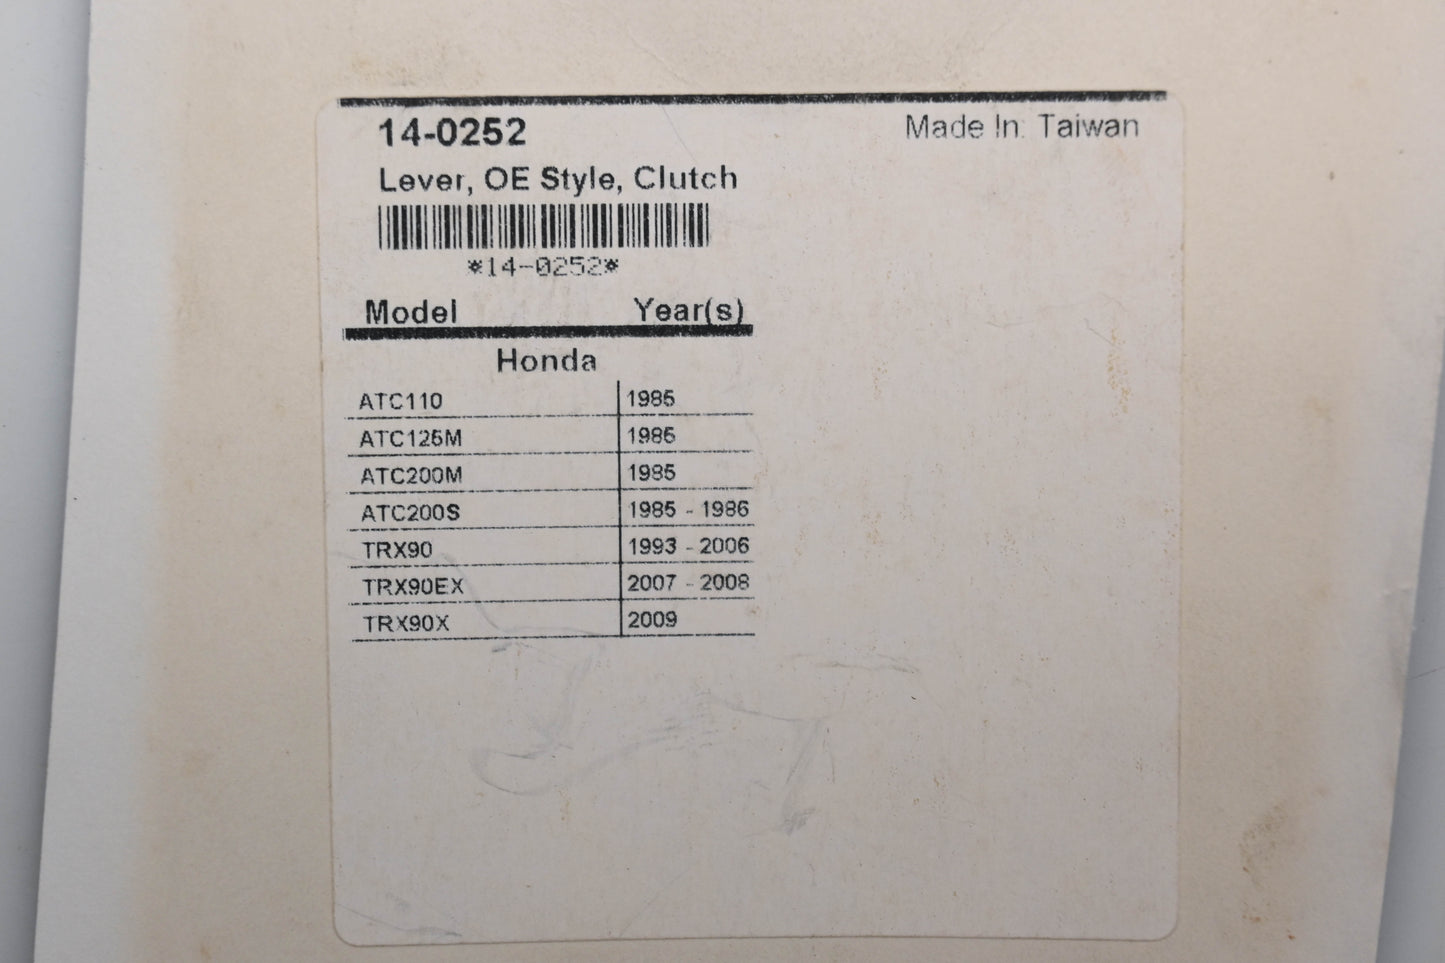 14-0252
Made In: Taiwan
Lever, OE Style, Clutch
*14-0252*
Model Year(s)
Honda
ATC110 1985
ATC125M 1985
ATC200M 1985
ATC200S 1985 - 1986
TRX90 1993 - 2006
TRX90EX 2007 - 2008
TRX90X 2009